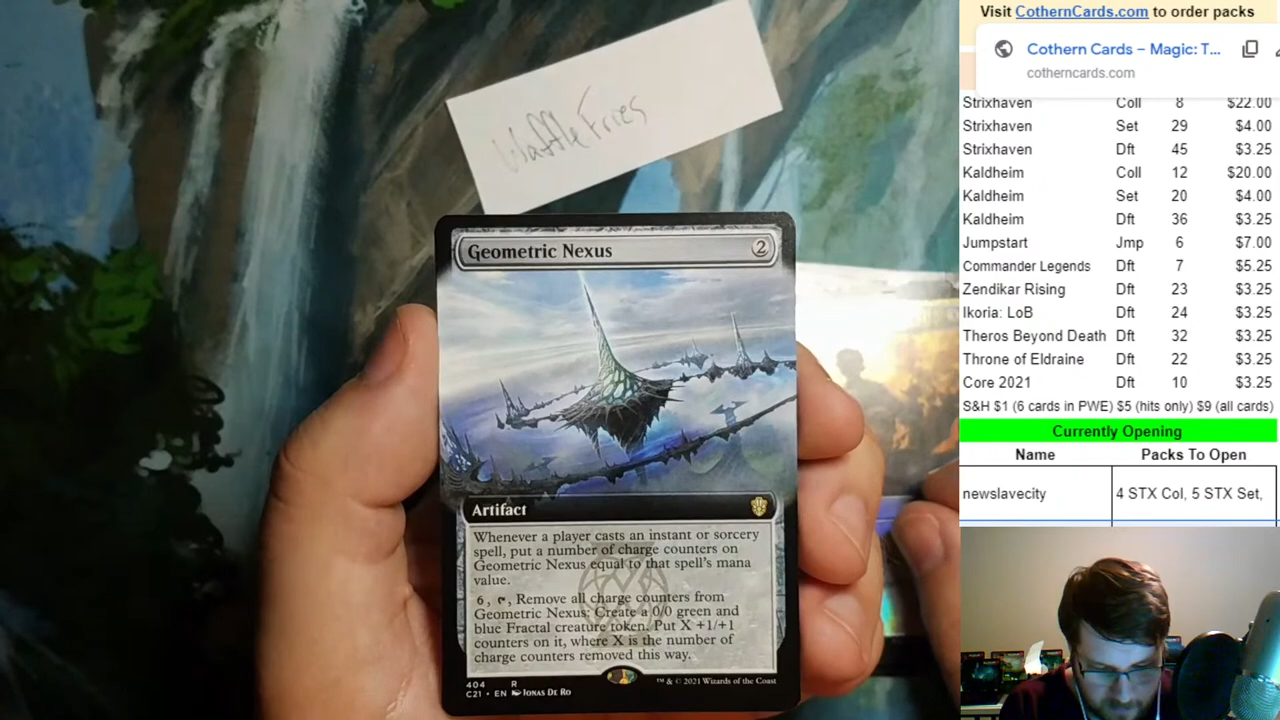 WaffleFries
Geometric Nexus
2
Artifact
Whenever a player casts an instant or sorcery
spell, put a number of charge counters on
Geometric Nexus equal to that spell's mana
value.
6, T, Remove all charge counters from
Geometric Nexus: Create a 0/0 green and
blue Fractal creature token. Put X +1/+1
counters on it, where X is the number of
charge counters removed this way.
404 R
C21 • EN Jonas De Ro
™ & © 2021 Wizards of the Coast
Visit CothernCards.com to order packs
Cothern Cards – Magic: T...
cotherncards.com
Strixhaven Coll 8 $22.00
Strixhaven Set 29 $4.00
Strixhaven Dft 45 $3.25
Kaldheim Coll 12 $20.00
Kaldheim Set 20 $4.00
Kaldheim Dft 36 $3.25
Jumpstart Jmp 6 $7.00
Commander Legends Dft 7 $5.25
Zendikar Rising Dft 23 $3.25
Ikoria: LoB Dft 24 $3.25
Theros Beyond Death Dft 32 $3.25
Throne of Eldraine Dft 22 $3.25
Core 2021 Dft 10 $3.25
S&H $1 (6 cards in PWE) $5 (hits only) $9 (all cards)
Currently Opening
Name Packs To Open
newslavecity 4 STX Col, 5 STX Set,